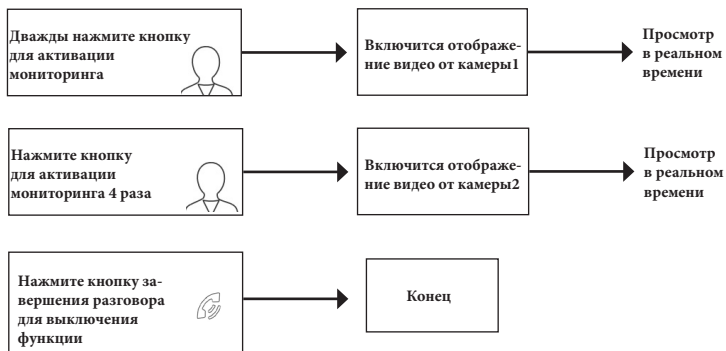 Дважды нажмите кнопку
для активации
мониторинга
Включится отображе-
ние видео от камеры1
Просмотр
в реальном
времени
Нажмите кнопку
для активации
мониторинга 4 раза
Включится отображе-
ние видео от камеры2
Просмотр
в реальном
времени
Нажмите кнопку за-
вершения разговора
для выключения
функции
Конец